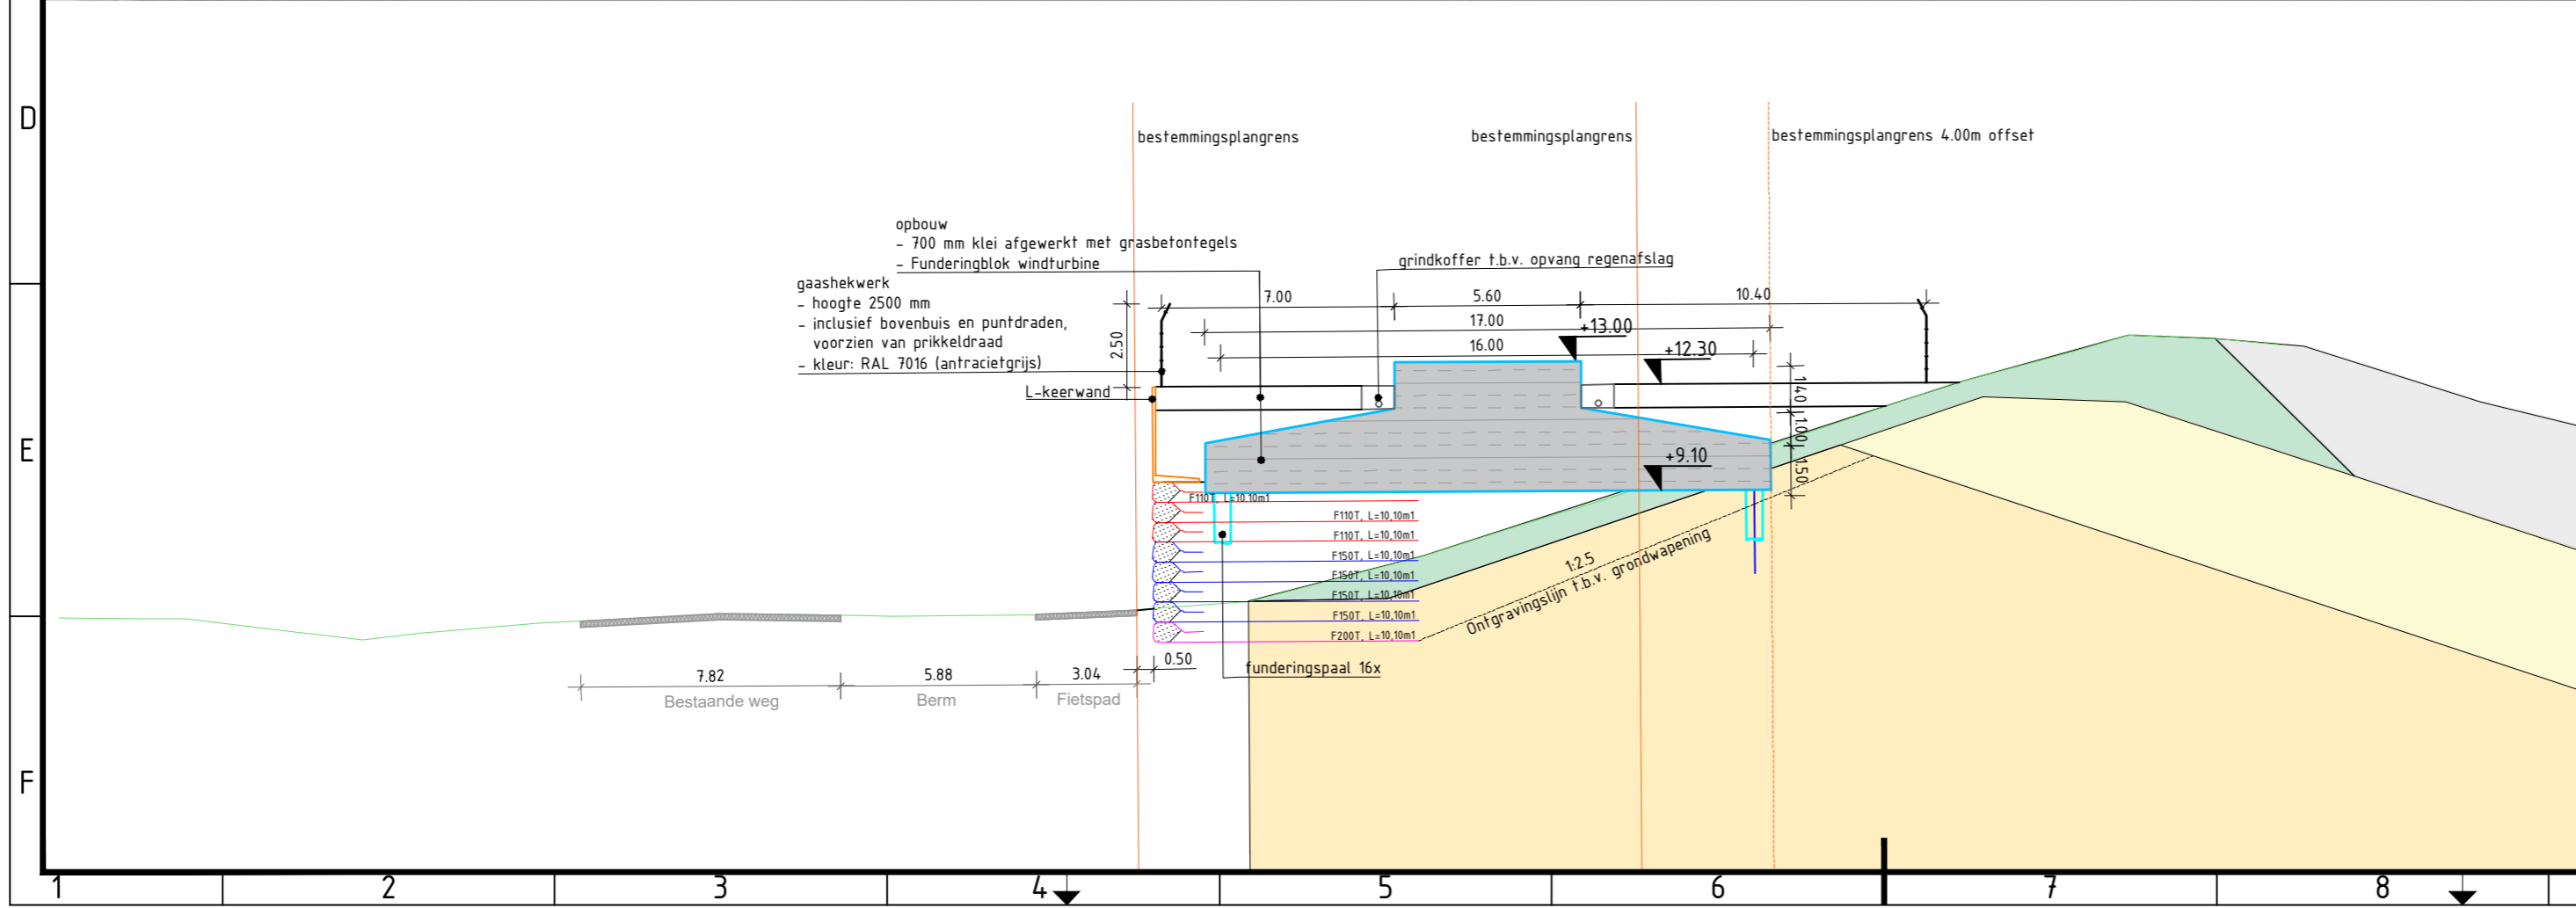 D
bestemmingsplangrens
bestemmingsplangrens
bestemmingsplangrens 4.00m offset
opbouw
- 700 mm klei afgewerkt met grasbetontegels
- Funderingblok windturbine
grindkoffer t.b.v. opvang regenafslag
gaashekwerk
- hoogte 2500 mm
- inclusief bovenbuis en puntdraden,
voorzien van prikkeldraad
- kleur: RAL 7016 (antracietgrijs)
L-keerwand
2.50
7.00
5.60
10.40
17.00
+13.00
16.00
+12.30
1.40
1.00
1.50
E
+9.10
F110T, L=10,10m1
F110T, L=10,10m1
F110T, L=10,10m1
F150T, L=10,10m1
F150T, L=10,10m1
F150T, L=10,10m1
F150T, L=10,10m1
F200T, L=10,10m1
1:2.5
Ontgravingslijn t.b.v. grondwapening
0.50
funderingspaal 16x
7.82
5.88
3.04
Bestaande weg
Berm
Fietspad
F
1
2
3
4
5
6
7
8